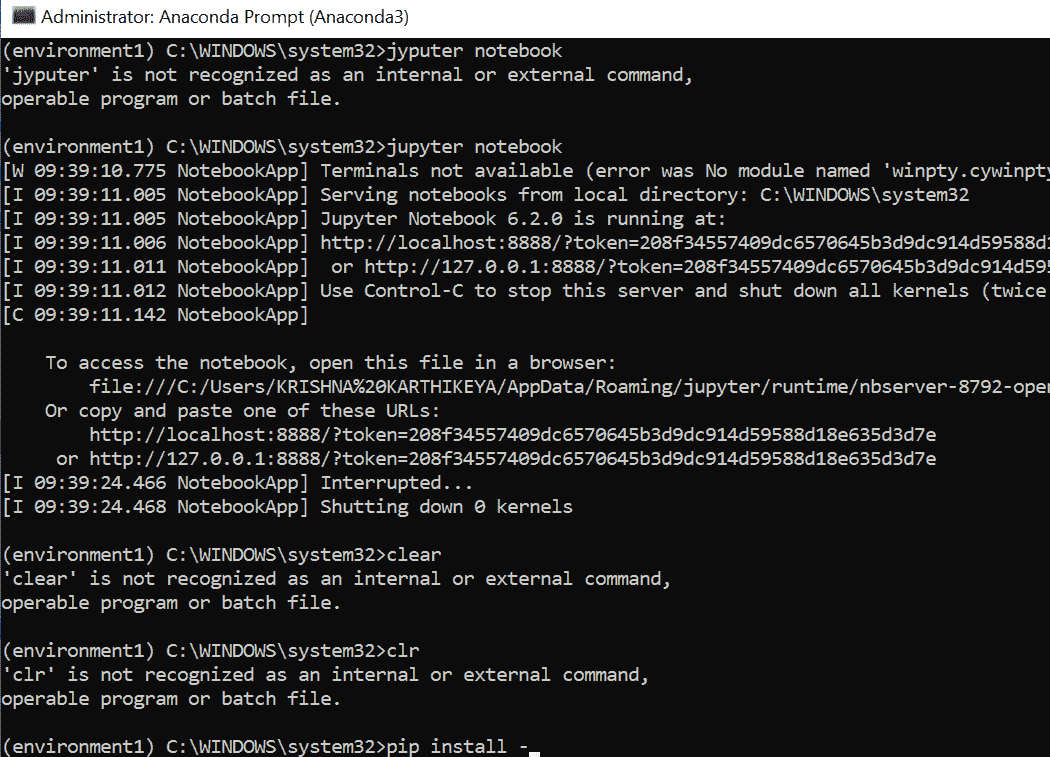 Administrator: Anaconda Prompt (Anaconda3)
(environment1) C:\WINDOWS\system32>jyputer notebook
'jyputer' is not recognized as an internal or external command,
operable program or batch file.
(environment1) C:\WINDOWS\system32>jupyter notebook
[W 09:39:10.775 NotebookApp] Terminals not available (error was No module named 'winpty.cywinpty
[I 09:39:11.005 NotebookApp] Serving notebooks from local directory: C:\WINDOWS\system32
[I 09:39:11.005 NotebookApp] Jupyter Notebook 6.2.0 is running at:
[I 09:39:11.006 NotebookApp] http://localhost:8888/?token=208f34557409dc6570645b3d9dc914d59588d1
[I 09:39:11.011 NotebookApp]  or http://127.0.0.1:8888/?token=208f34557409dc6570645b3d9dc914d595
[I 09:39:11.012 NotebookApp] Use Control-C to stop this server and shut down all kernels (twice
[C 09:39:11.142 NotebookApp]
To access the notebook, open this file in a browser:
file:///C:/Users/KRISHNA%20KARTHIKEYA/AppData/Roaming/jupyter/runtime/nbserver-8792-open
Or copy and paste one of these URLs:
http://localhost:8888/?token=208f34557409dc6570645b3d9dc914d59588d18e635d3d7e
or http://127.0.0.1:8888/?token=208f34557409dc6570645b3d9dc914d59588d18e635d3d7e
[I 09:39:24.466 NotebookApp] Interrupted...
[I 09:39:24.468 NotebookApp] Shutting down 0 kernels
(environment1) C:\WINDOWS\system32>clear
'clear' is not recognized as an internal or external command,
operable program or batch file.
(environment1) C:\WINDOWS\system32>clr
'clr' is not recognized as an internal or external command,
operable program or batch file.
(environment1) C:\WINDOWS\system32>pip install -